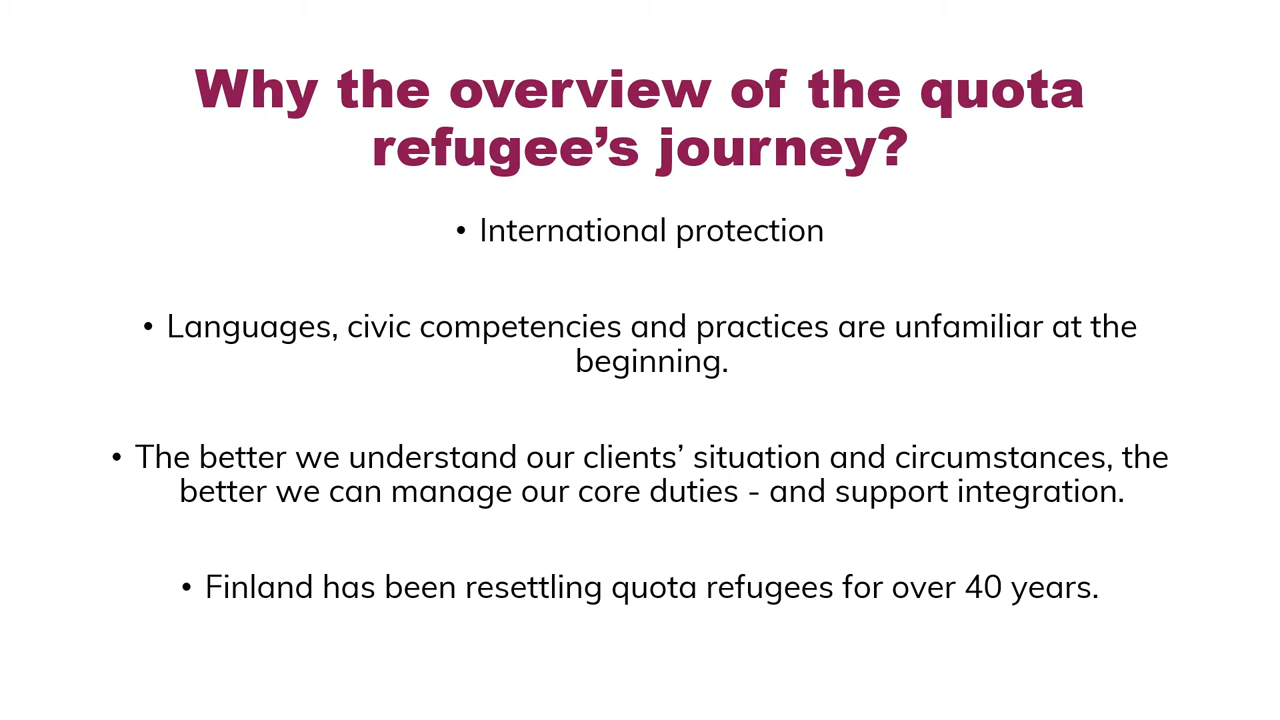 Why the overview of the quota
refugee’s journey?
• International protection
• Languages, civic competencies and practices are unfamiliar at the
beginning.
• The better we understand our clients’ situation and circumstances, the
better we can manage our core duties - and support integration.
• Finland has been resettling quota refugees for over 40 years.